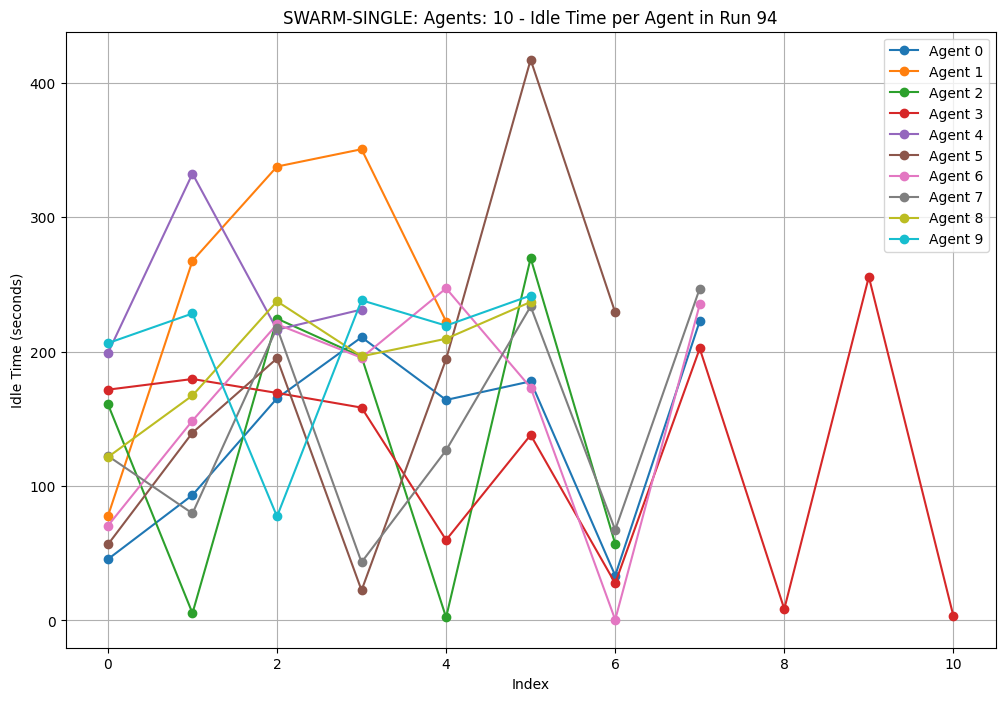 SWARM-SINGLE: Agents: 10 - Idle Time per Agent in Run 94
Agent 0
Agent 1
Agent 2
Agent 3
Agent 4
Agent 5
Agent 6
Agent 7
Agent 8
Agent 9
400
300
200
100
0
Idle Time (seconds)
0 2 4 6 8 10
Index